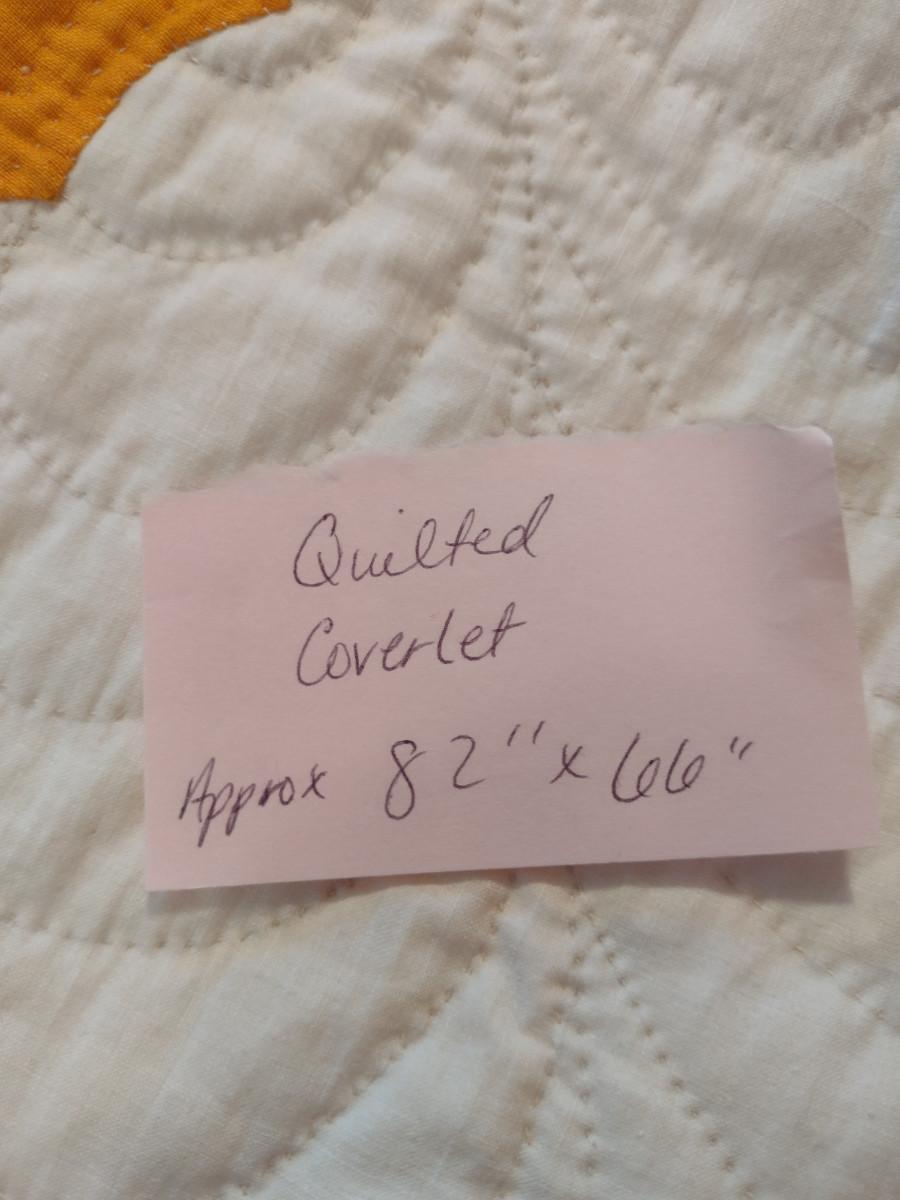 Quilted
Coverlet
Approx 82" x 66"